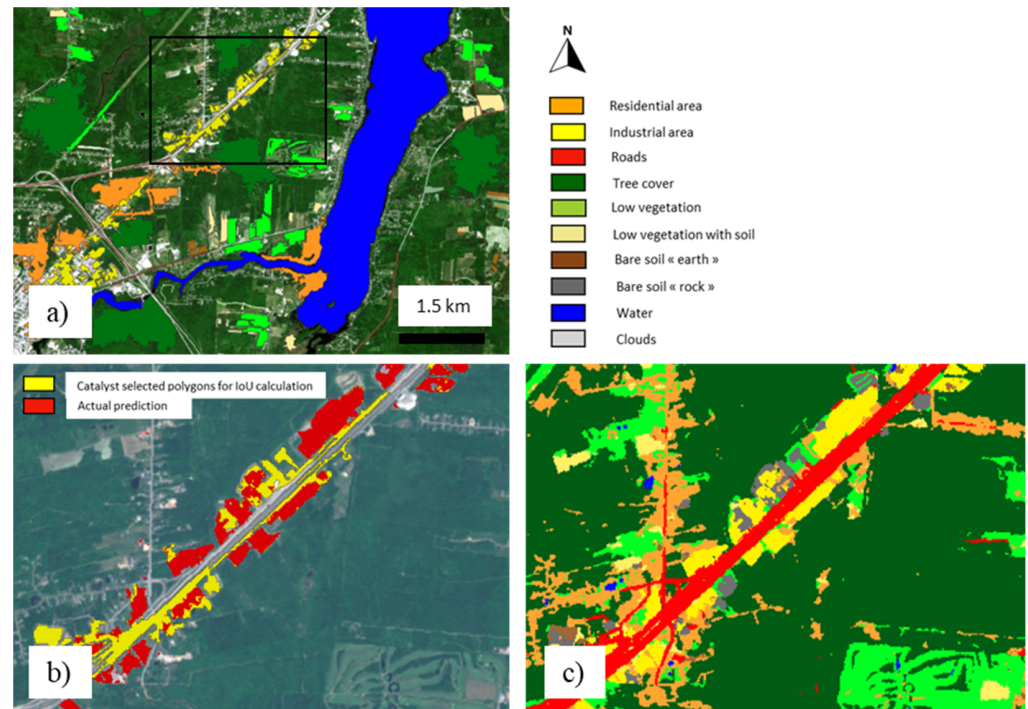 N
Residential area
Industrial area
Roads
Tree cover
Low vegetation
Low vegetation with soil
Bare soil « earth »
Bare soil « rock »
Water
Clouds
a)
1.5 km
Catalyst selected polygons for IoU calculation
Actual prediction
b)
c)